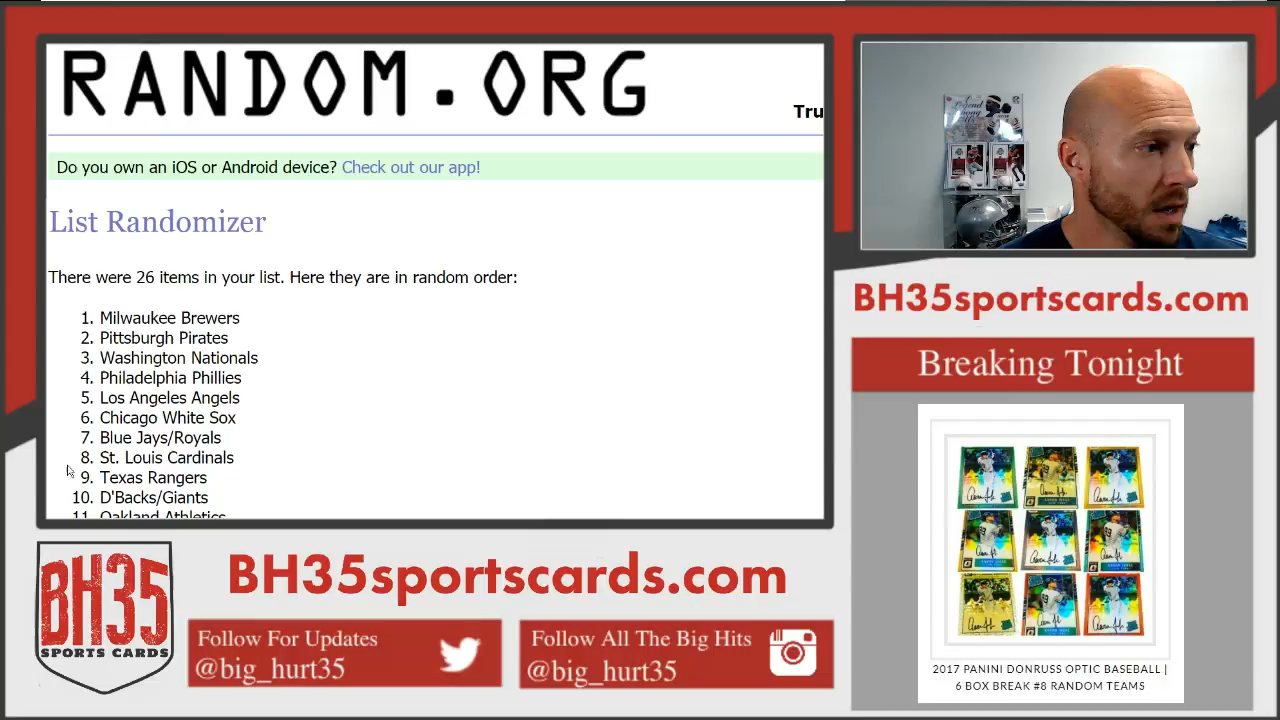 RANDOM.ORG
Tru
Do you own an iOS or Android device? Check out our app!
List Randomizer
There were 26 items in your list. Here they are in random order:
1. Milwaukee Brewers
2. Pittsburgh Pirates
3. Washington Nationals
4. Philadelphia Phillies
5. Los Angeles Angels
6. Chicago White Sox
7. Blue Jays/Royals
8. St. Louis Cardinals
9. Texas Rangers
10. D'Backs/Giants
11. Oakland Athletics
BH35sportscards.com
Breaking Tonight
2017 PANINI DONRUSS OPTIC BASEBALL |
6 BOX BREAK #8 RANDOM TEAMS
BH35
SPORTS CARDS
BH35sportscards.com
Follow For Updates
@big_hurt35
Follow All The Big Hits
@big_hurt35